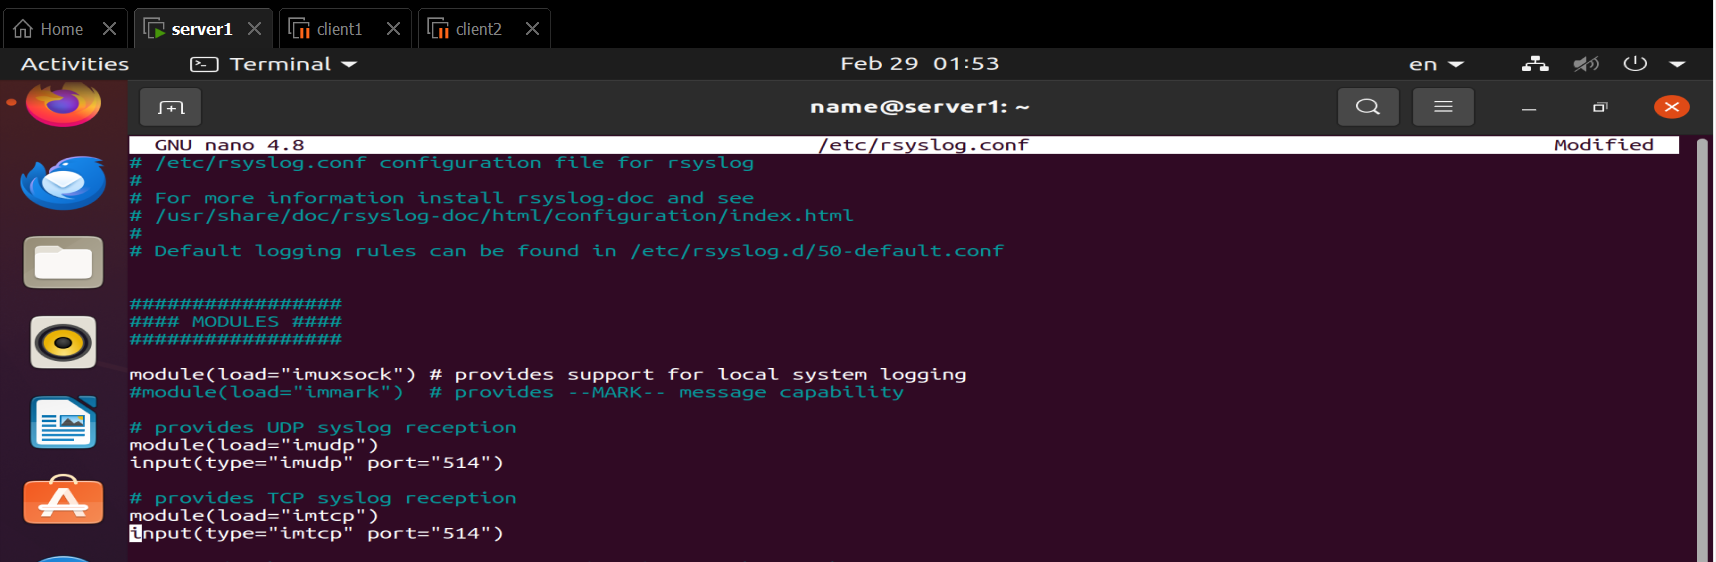 Home server1 client1 client2
Activities Terminal Feb 29 01:53 en
name@server1: ~
GNU nano 4.8 /etc/rsyslog.conf Modified
# /etc/rsyslog.conf configuration file for rsyslog
#
# For more information install rsyslog-doc and see
# /usr/share/doc/rsyslog-doc/html/configuration/index.html
#
# Default logging rules can be found in /etc/rsyslog.d/50-default.conf
#################
#### MODULES ####
#################
module(load="imuxsock") # provides support for local system logging
#module(load="immark")  # provides --MARK-- message capability
# provides UDP syslog reception
module(load="imudp")
input(type="imudp" port="514")
# provides TCP syslog reception
module(load="imtcp")
input(type="imtcp" port="514")